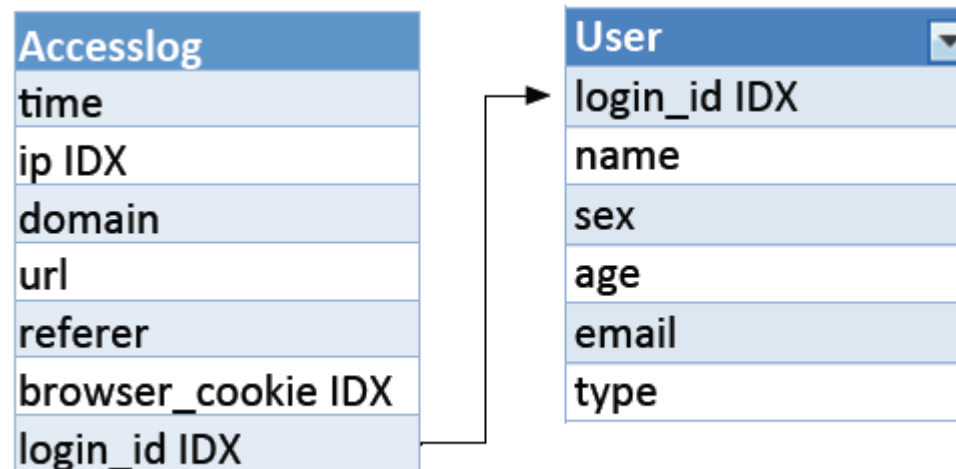 Accesslog
time
ip IDX
domain
url
referer
browser_cookie IDX
login_id IDX
User
login_id IDX
name
sex
age
email
type